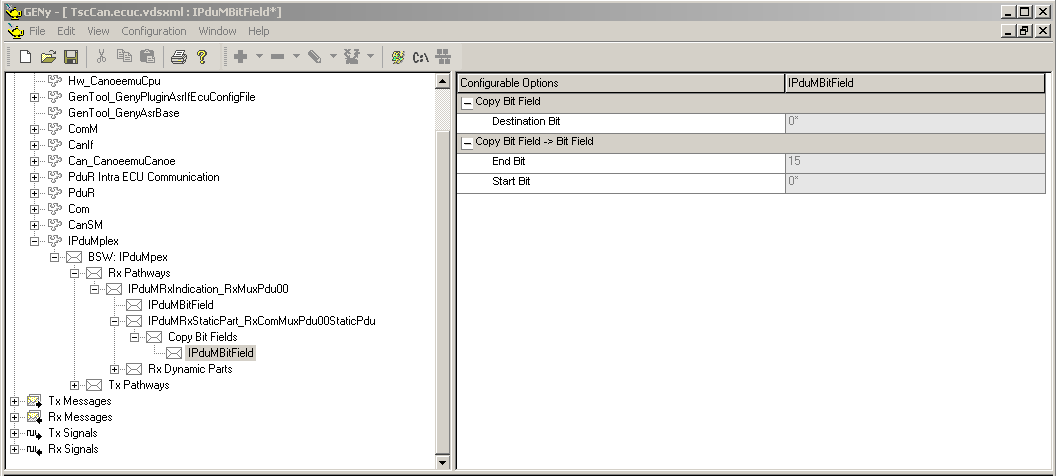 GENy - [ TscCan.ecuc.vdsxml : IPduMBitField*]
File Edit View Configuration Window Help
C:\
Hw_CanoeemuCpu
GenTool_GenyPluginAsrIfEcuConfigFile
GenTool_GenyAsrBase
ComM
CanIf
Can_CanoeemuCanoe
PduR Intra ECU Communication
PduR
Com
CanSM
IPduMplex
BSW: IPduMpex
Rx Pathways
IPduMRxIndication_RxMuxPdu00
IPduMBitField
IPduMRxStaticPart_RxComMuxPdu00StaticPdu
Copy Bit Fields
IPduMBitField
Rx Dynamic Parts
Tx Pathways
Tx Messages
Rx Messages
Tx Signals
Rx Signals
Configurable Options IPduMBitField
Copy Bit Field
Destination Bit 0*
Copy Bit Field -> Bit Field
End Bit 15
Start Bit 0*